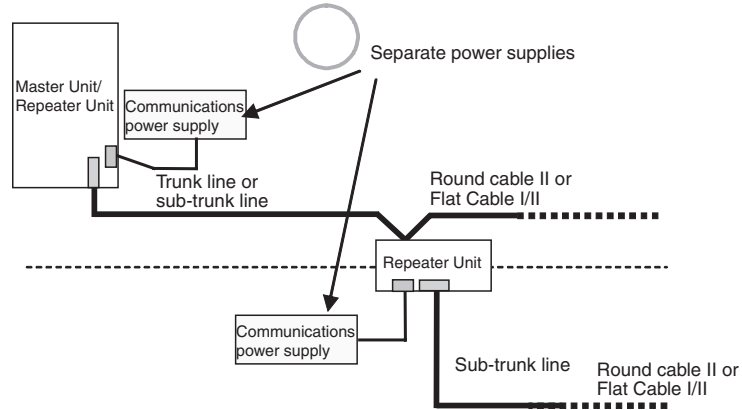 Separate power supplies
Master Unit/
Repeater Unit
Communications
power supply
Trunk line or
sub-trunk line
Round cable II or
Flat Cable I/II
Repeater Unit
Communications
power supply
Sub-trunk line
Round cable II or
Flat Cable I/II